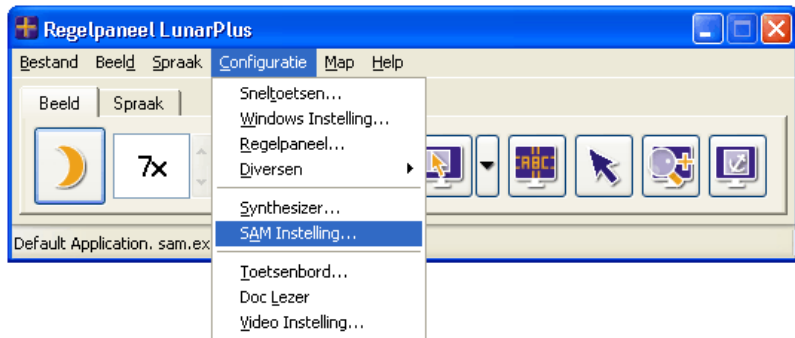 Regelpaneel LunarPlus
Bestand Beeld Spraak Configuratie Map Help
Beeld Spraak
7x
ABC
Default Application. sam.ex
Sneltoetsen...
Windows Instelling...
Regelpaneel...
Diversen
Synthesizer...
SAM Instelling...
Toetsenbord...
Doc Lezer
Video Instelling...